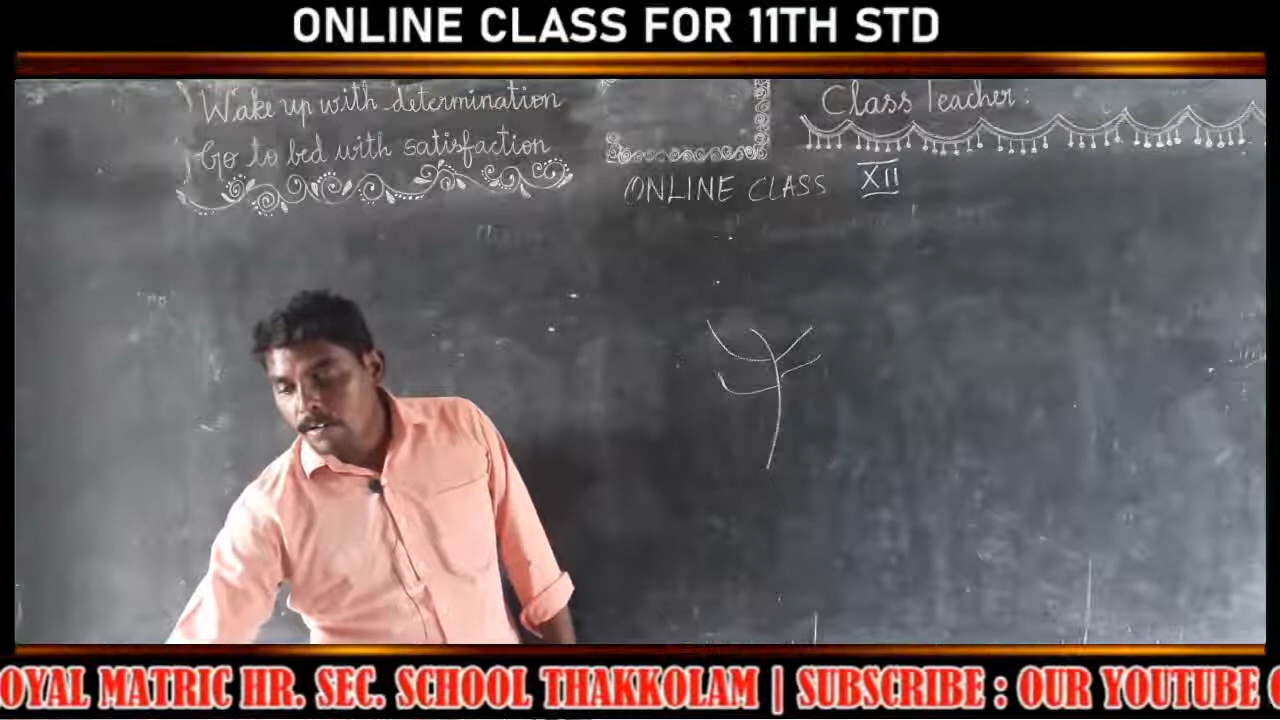 ONLINE CLASS FOR 11TH STD
Wake up with determination
Go to bed with satisfaction
Class Teacher:
ONLINE CLASS XII
OYAL MATRIC HR. SEC. SCHOOL THAKKOLAM | SUBSCRIBE : OUR YOUTUBE